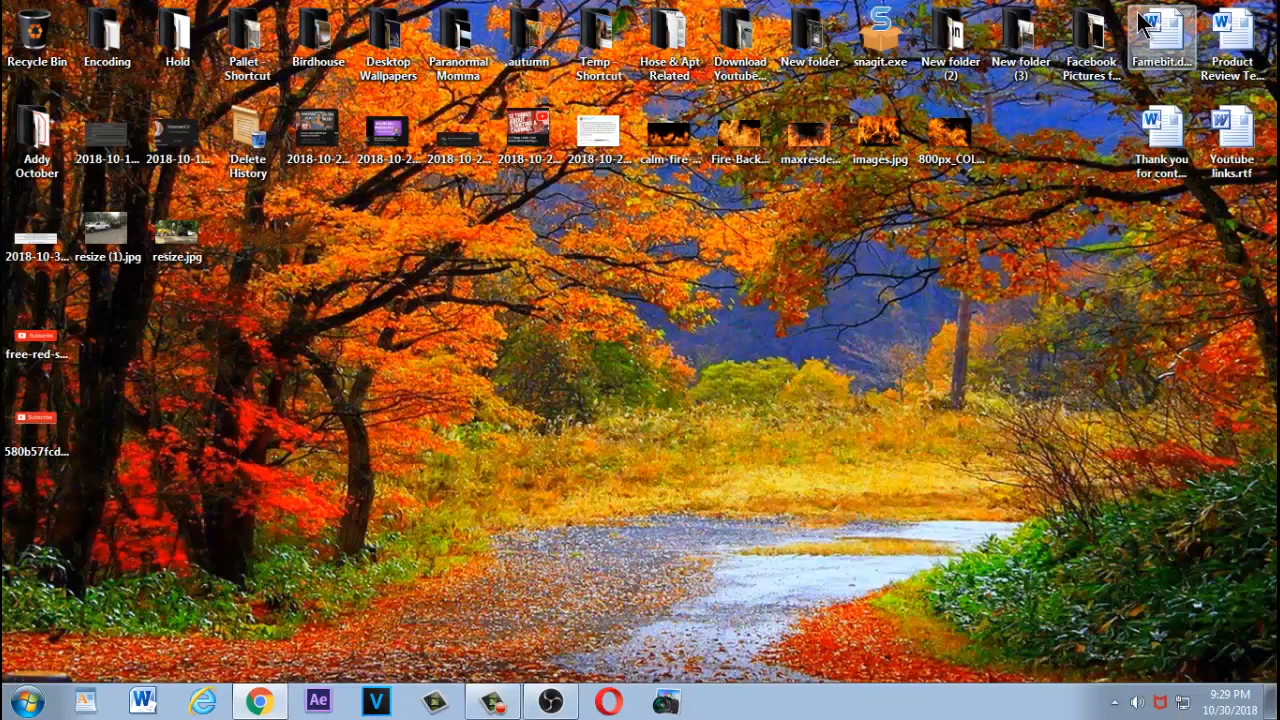 Recycle Bin
Encoding
Hold
Pallet -
Shortcut
Birdhouse
Desktop
Wallpapers
Paranormal
Momma
autumn
Temp
Shortcut
Hose & Apt
Related
Download
Youtube...
New folder
snagit.exe
New folder
(2)
New folder
(3)
Facebook
Pictures f...
Famebit.d...
Product
Review Te...
Addy
October
2018-10-1...
2018-10-1...
Delete
History
2018-10-2...
2018-10-2...
2018-10-2...
2018-10-2...
2018-10-2...
calm-fire-...
Fire-Back...
maxresde...
images.jpg
800px_COL...
Thank you
for cont...
Youtube
links.rtf
2018-10-3...
resize (1).jpg
resize.jpg
Subscribe
free-red-s...
Subscribe
580b57fcd...
Ae
V
9:29 PM
10/30/2018